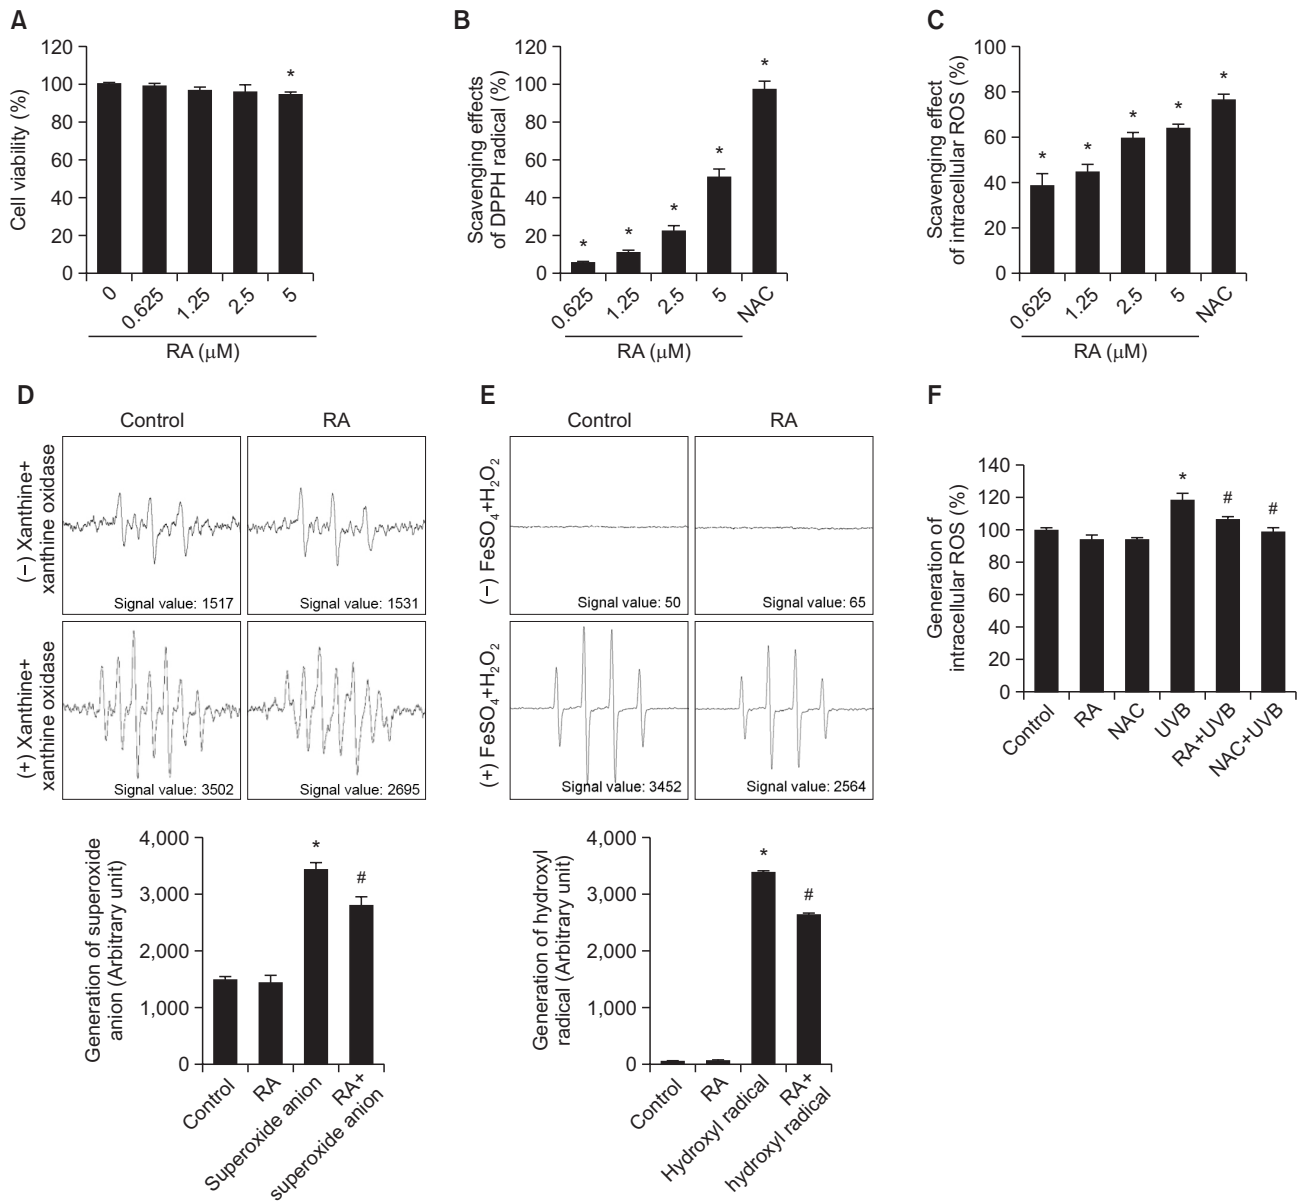 A
Cell viability (%)
120
100
80
60
40
20
0
*
0
0.625
1.25
2.5
5
RA (μM)
B
Scavenging effects
of DPPH radical (%)
120
100
80
60
40
20
0
*
*
*
*
*
0.625
1.25
2.5
5
NAC
RA (μM)
C
Scavenging effect
of intracellular ROS (%)
100
80
60
40
20
0
*
*
*
*
*
0.625
1.25
2.5
5
NAC
RA (μM)
D
Control
RA
(−) Xanthine+
xanthine oxidase
Signal value: 1517
Signal value: 1531
(+) Xanthine+
xanthine oxidase
Signal value: 3502
Signal value: 2695
Generation of superoxide
anion (Arbitrary unit)
4,000
3,000
2,000
1,000
0
*
#
Control
RA
Superoxide anion
RA+
superoxide anion
E
Control
RA
(−) FeSO4+H2O2
Signal value: 50
Signal value: 65
(+) FeSO4+H2O2
Signal value: 3452
Signal value: 2564
Generation of hydroxyl
radical (Arbitrary unit)
4,000
3,000
2,000
1,000
0
*
#
Control
RA
Hydroxyl radical
RA+
hydroxyl radical
F
Generation of
intracellular ROS (%)
140
120
100
80
60
40
20
0
*
#
#
Control
RA
NAC
UVB
RA+UVB
NAC+UVB